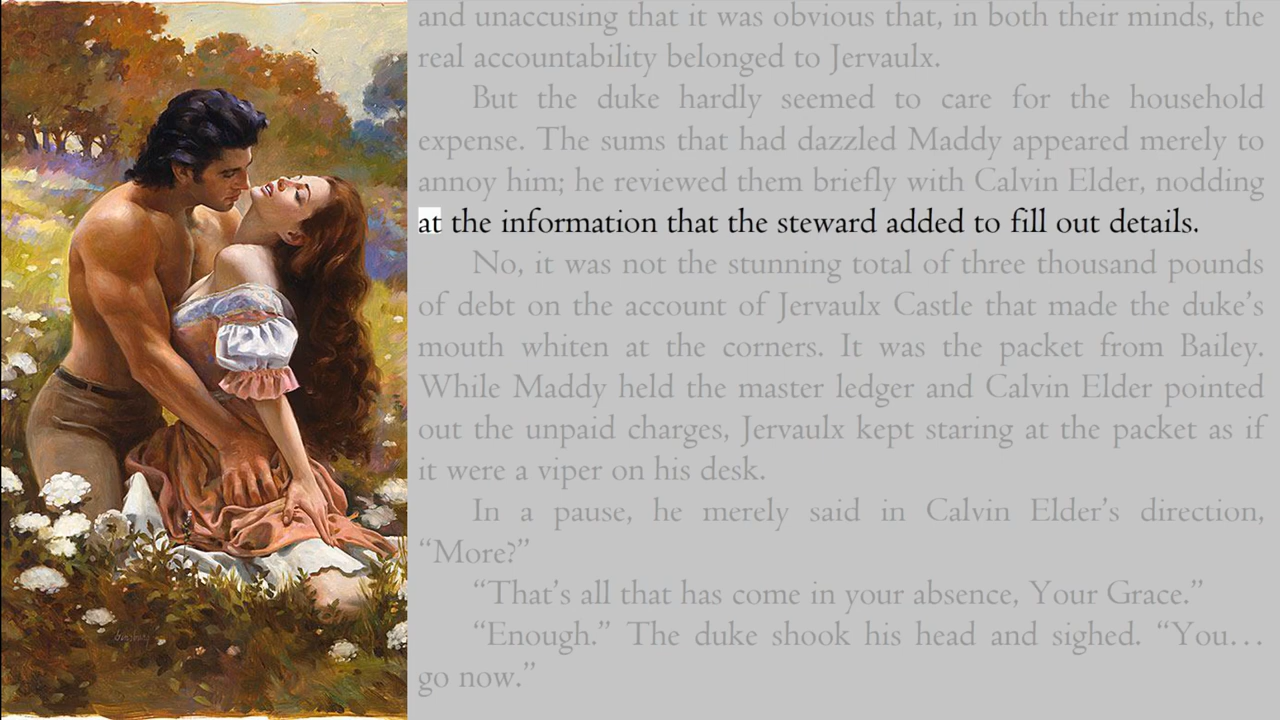 and unaccusing that it was obvious that, in both their minds, the
real accountability belonged to Jervaulx.
But the duke hardly seemed to care for the household
expense. The sums that had dazzled Maddy appeared merely to
annoy him; he reviewed them briefly with Calvin Elder, nodding
at the information that the steward added to fill out details.
No, it was not the stunning total of three thousand pounds
of debt on the account of Jervaulx Castle that made the duke’s
mouth whiten at the corners. It was the packet from Bailey.
While Maddy held the master ledger and Calvin Elder pointed
out the unpaid charges, Jervaulx kept staring at the packet as if
it were a viper on his desk.
In a pause, he merely said in Calvin Elder’s direction,
“More?”
“That’s all that has come in your absence, Your Grace.”
“Enough.” The duke shook his head and sighed. “You…
go now.”